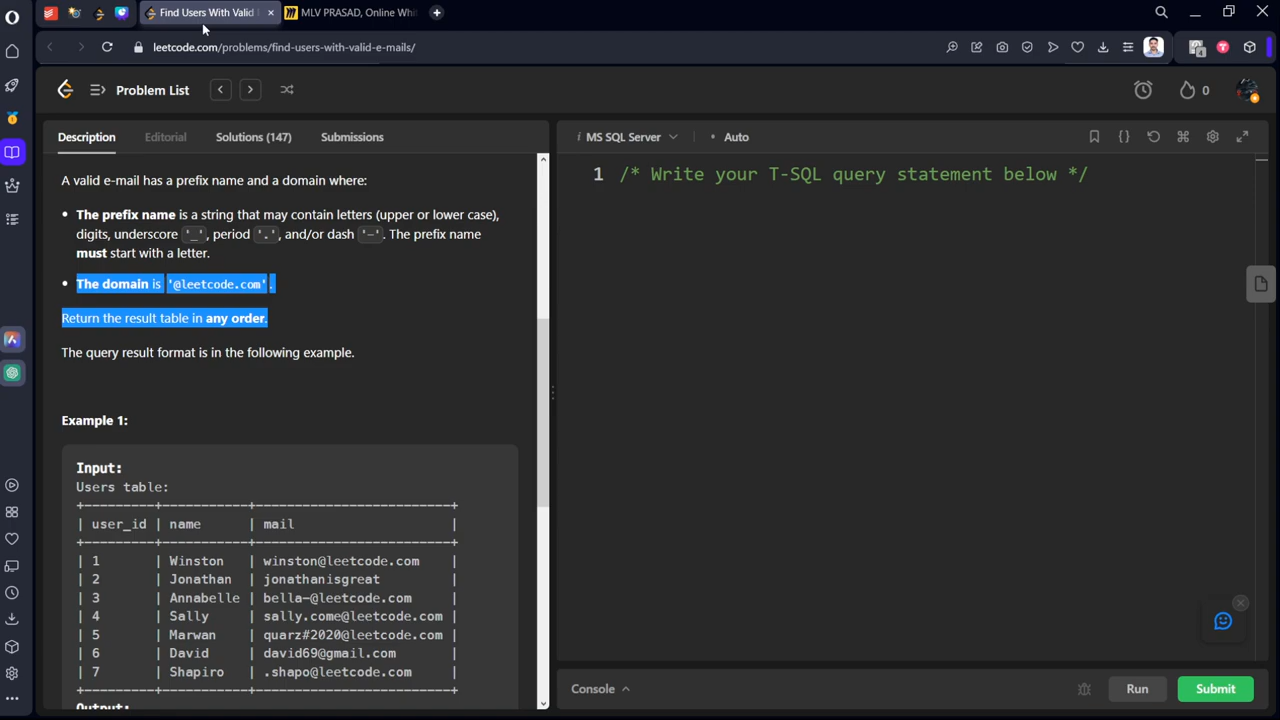 Find Users With Valid
MLV PRASAD, Online Whi
leetcode.com/problems/find-users-with-valid-e-mails/
4
Problem List
0
Description
Editorial
Solutions (147)
Submissions
i MS SQL Server
• Auto
A valid e-mail has a prefix name and a domain where:
• The prefix name is a string that may contain letters (upper or lower case),
digits, underscore '_', period '.', and/or dash '-'. The prefix name
must start with a letter.
• The domain is '@leetcode.com'.
Return the result table in any order.
The query result format is in the following example.
Example 1:
Input:
Users table:
+---------+-----------+-------------------------+
| user_id | name      | mail                    |
+---------+-----------+-------------------------+
| 1       | Winston   | winston@leetcode.com    |
| 2       | Jonathan  | jonathanisgreat         |
| 3       | Annabelle | bella-@leetcode.com     |
| 4       | Sally     | sally.come@leetcode.com |
| 5       | Marwan    | quarz#2020@leetcode.com |
| 6       | David     | david69@gmail.com       |
| 7       | Shapiro   | .shapo@leetcode.com     |
+---------+-----------+-------------------------+
Output:
1 /* Write your T-SQL query statement below */
Console
Run
Submit